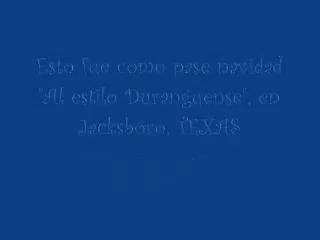 Esto fue como pase navidad
"Al estilo Duranguense", en
Jacksboro, TEXAS